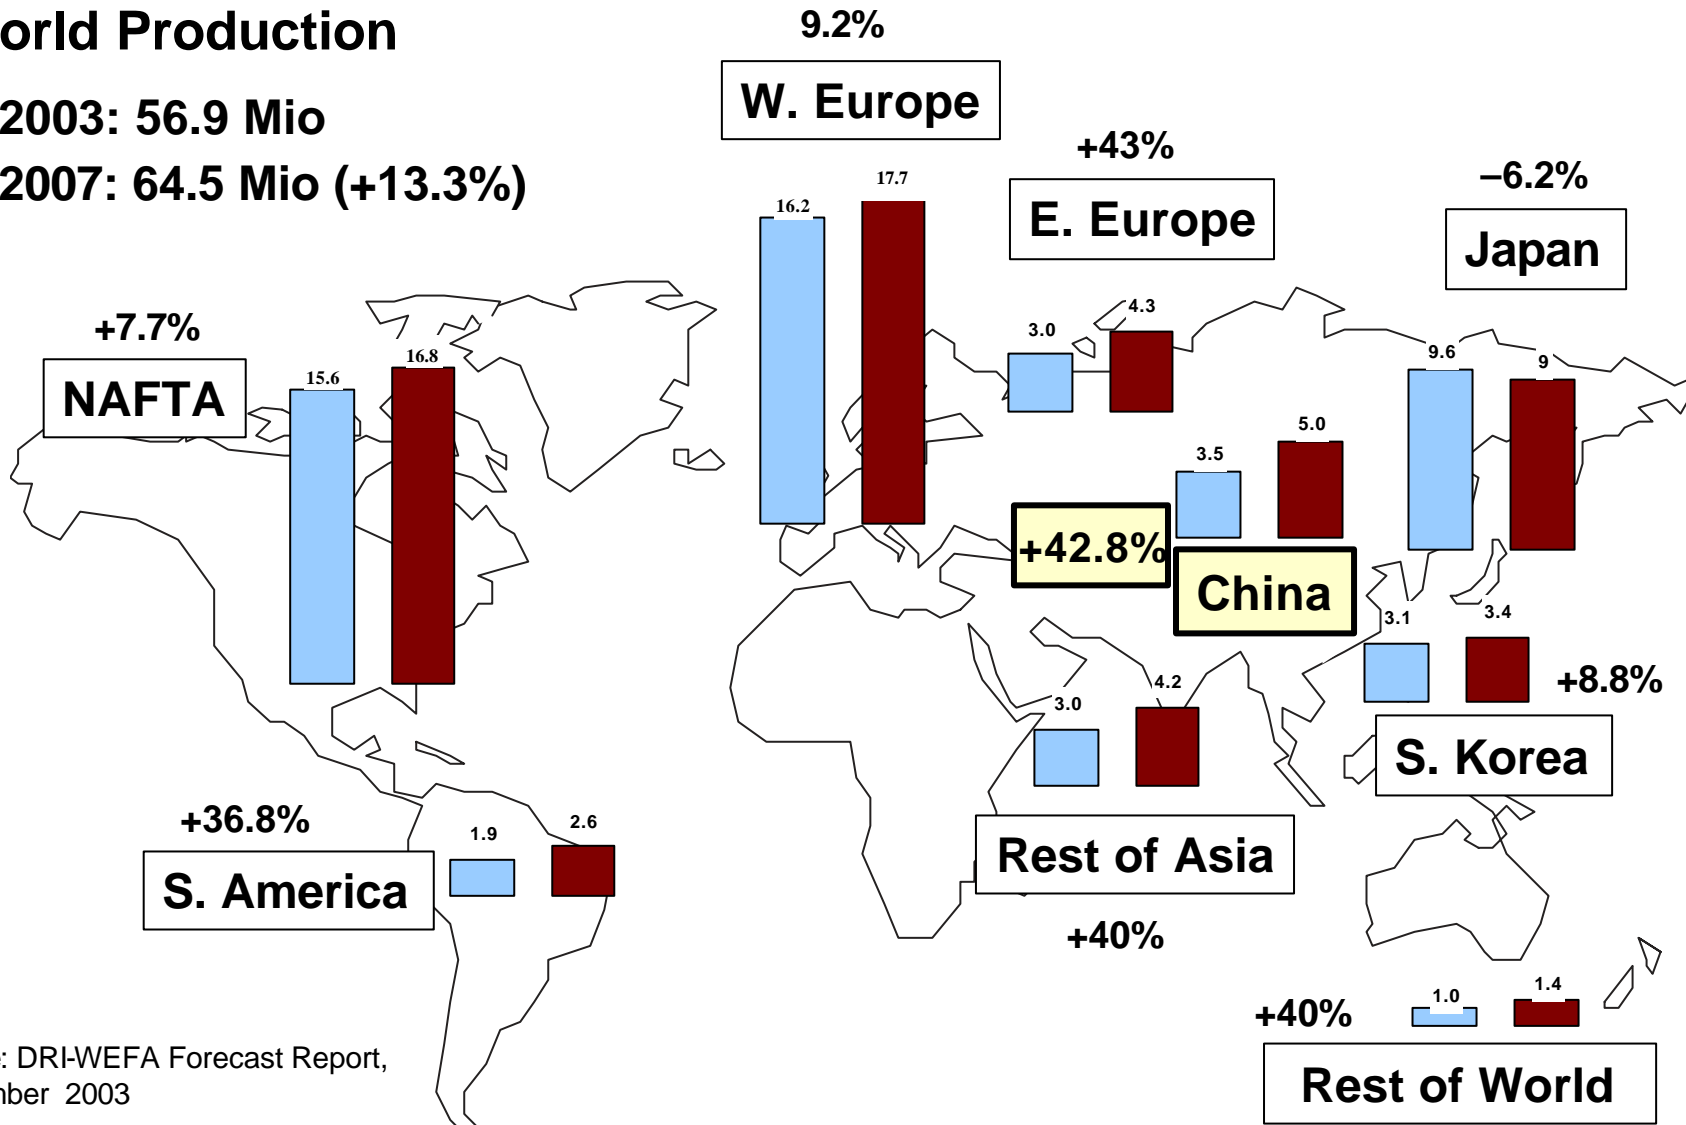 orld Production
2003: 56.9 Mio
2007: 64.5 Mio (+13.3%)
9.2%
W. Europe
16.2
17.7
+43%
E. Europe
3.0
4.3
–6.2%
Japan
9.6
9
+7.7%
NAFTA
15.6
16.8
3.5
5.0
+42.8%
China
3.1
3.4
+8.8%
S. Korea
3.0
4.2
Rest of Asia
+40%
+36.8%
S. America
1.9
2.6
+40%
1.0
1.4
Rest of World
: DRI-WEFA Forecast Report,
mber 2003